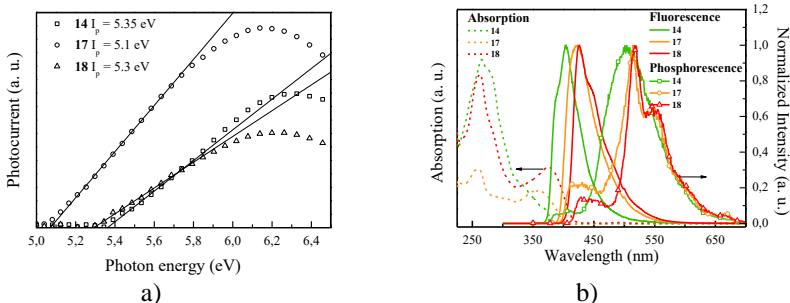 14 I_p = 5.35 eV
17 I_p = 5.1 eV
18 I_p = 5.3 eV
Photocurrent (a. u.)
5,0 5,2 5,4 5,6 5,8 6,0 6,2 6,4
Photon energy (eV)
a)
Absorption
14
17
18
Fluorescence
14
17
18
Phosphorescence
14
17
18
Absorption (a. u.)
Normalized Intensity (a. u.)
1,2
1,0
0,8
0,6
0,4
0,2
0,0
250 350 450 550 650
Wavelength (nm)
b)